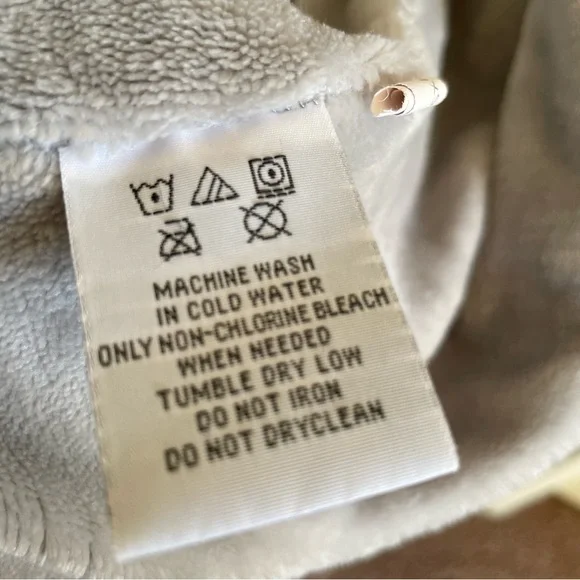 MACHINE WASH
IN COLD WATER
ONLY NON-CHLORINE BLEACH
WHEN NEEDED
TUMBLE DRY LOW
DO NOT IRON
DO NOT DRYCLEAN